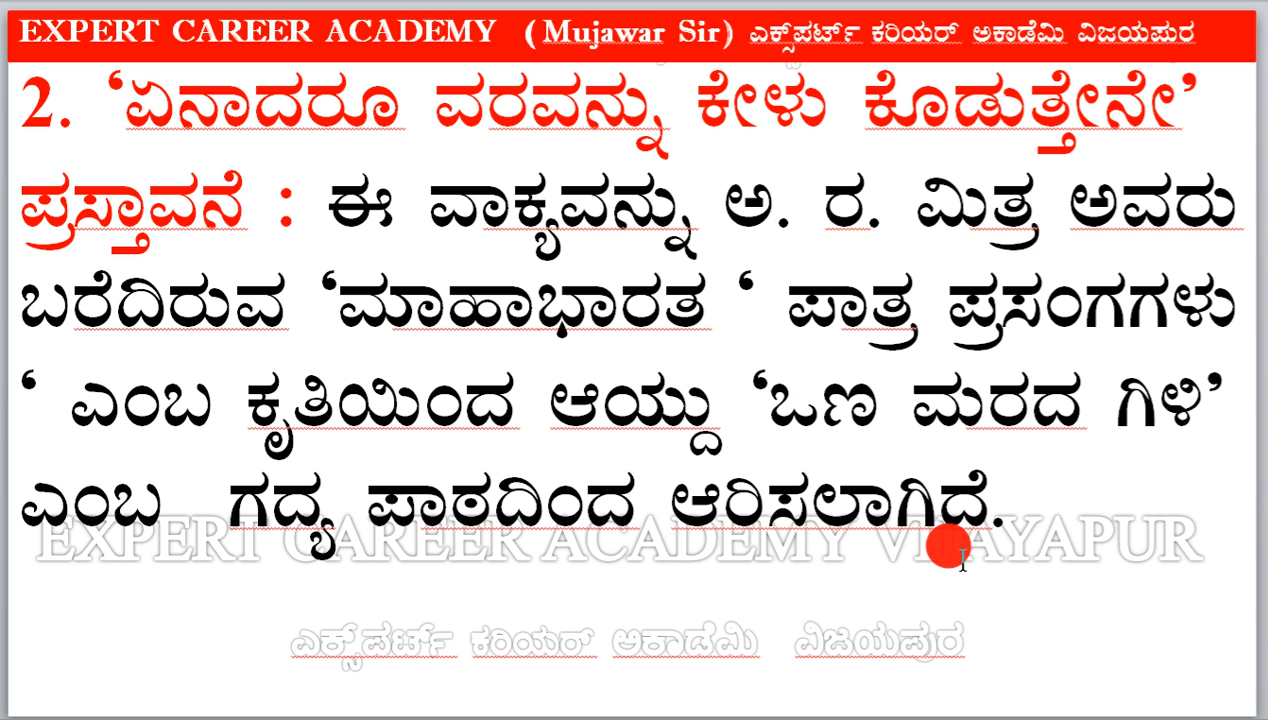 EXPERT CAREER ACADEMY (Mujawar Sir) ಎಕ್ಸ್‌ಪರ್ಟ್ ಕರಿಯರ್ ಅಕಾಡೆಮಿ ವಿಜಯಪುರ
2. ‘ಏನಾದರೂ ವರವನ್ನು ಕೇಳು ಕೊಡುತ್ತೇನೇ’
ಪ್ರಸ್ತಾವನೆ : ಈ ವಾಕ್ಯವನ್ನು ಅ. ರ. ಮಿತ್ರ ಅವರು
ಬರೆದಿರುವ ‘ಮಾಹಾಭಾರತ ‘ ಪಾತ್ರ ಪ್ರಸಂಗಗಳು
‘ ಎಂಬ ಕೃತಿಯಿಂದ ಆಯ್ದು ‘ಒಣ ಮರದ ಗಿಳಿ’
ಎಂಬ ಗದ್ಯ ಪಾಠದಿಂದ ಆರಿಸಲಾಗಿದೆ.
EXPERT CAREER ACADEMY VIJAYAPUR
ಎಕ್ಸ್‌ಪರ್ಟ್ ಕರಿಯರ್ ಅಕಾಡೆಮಿ ವಿಜಯಪುರ